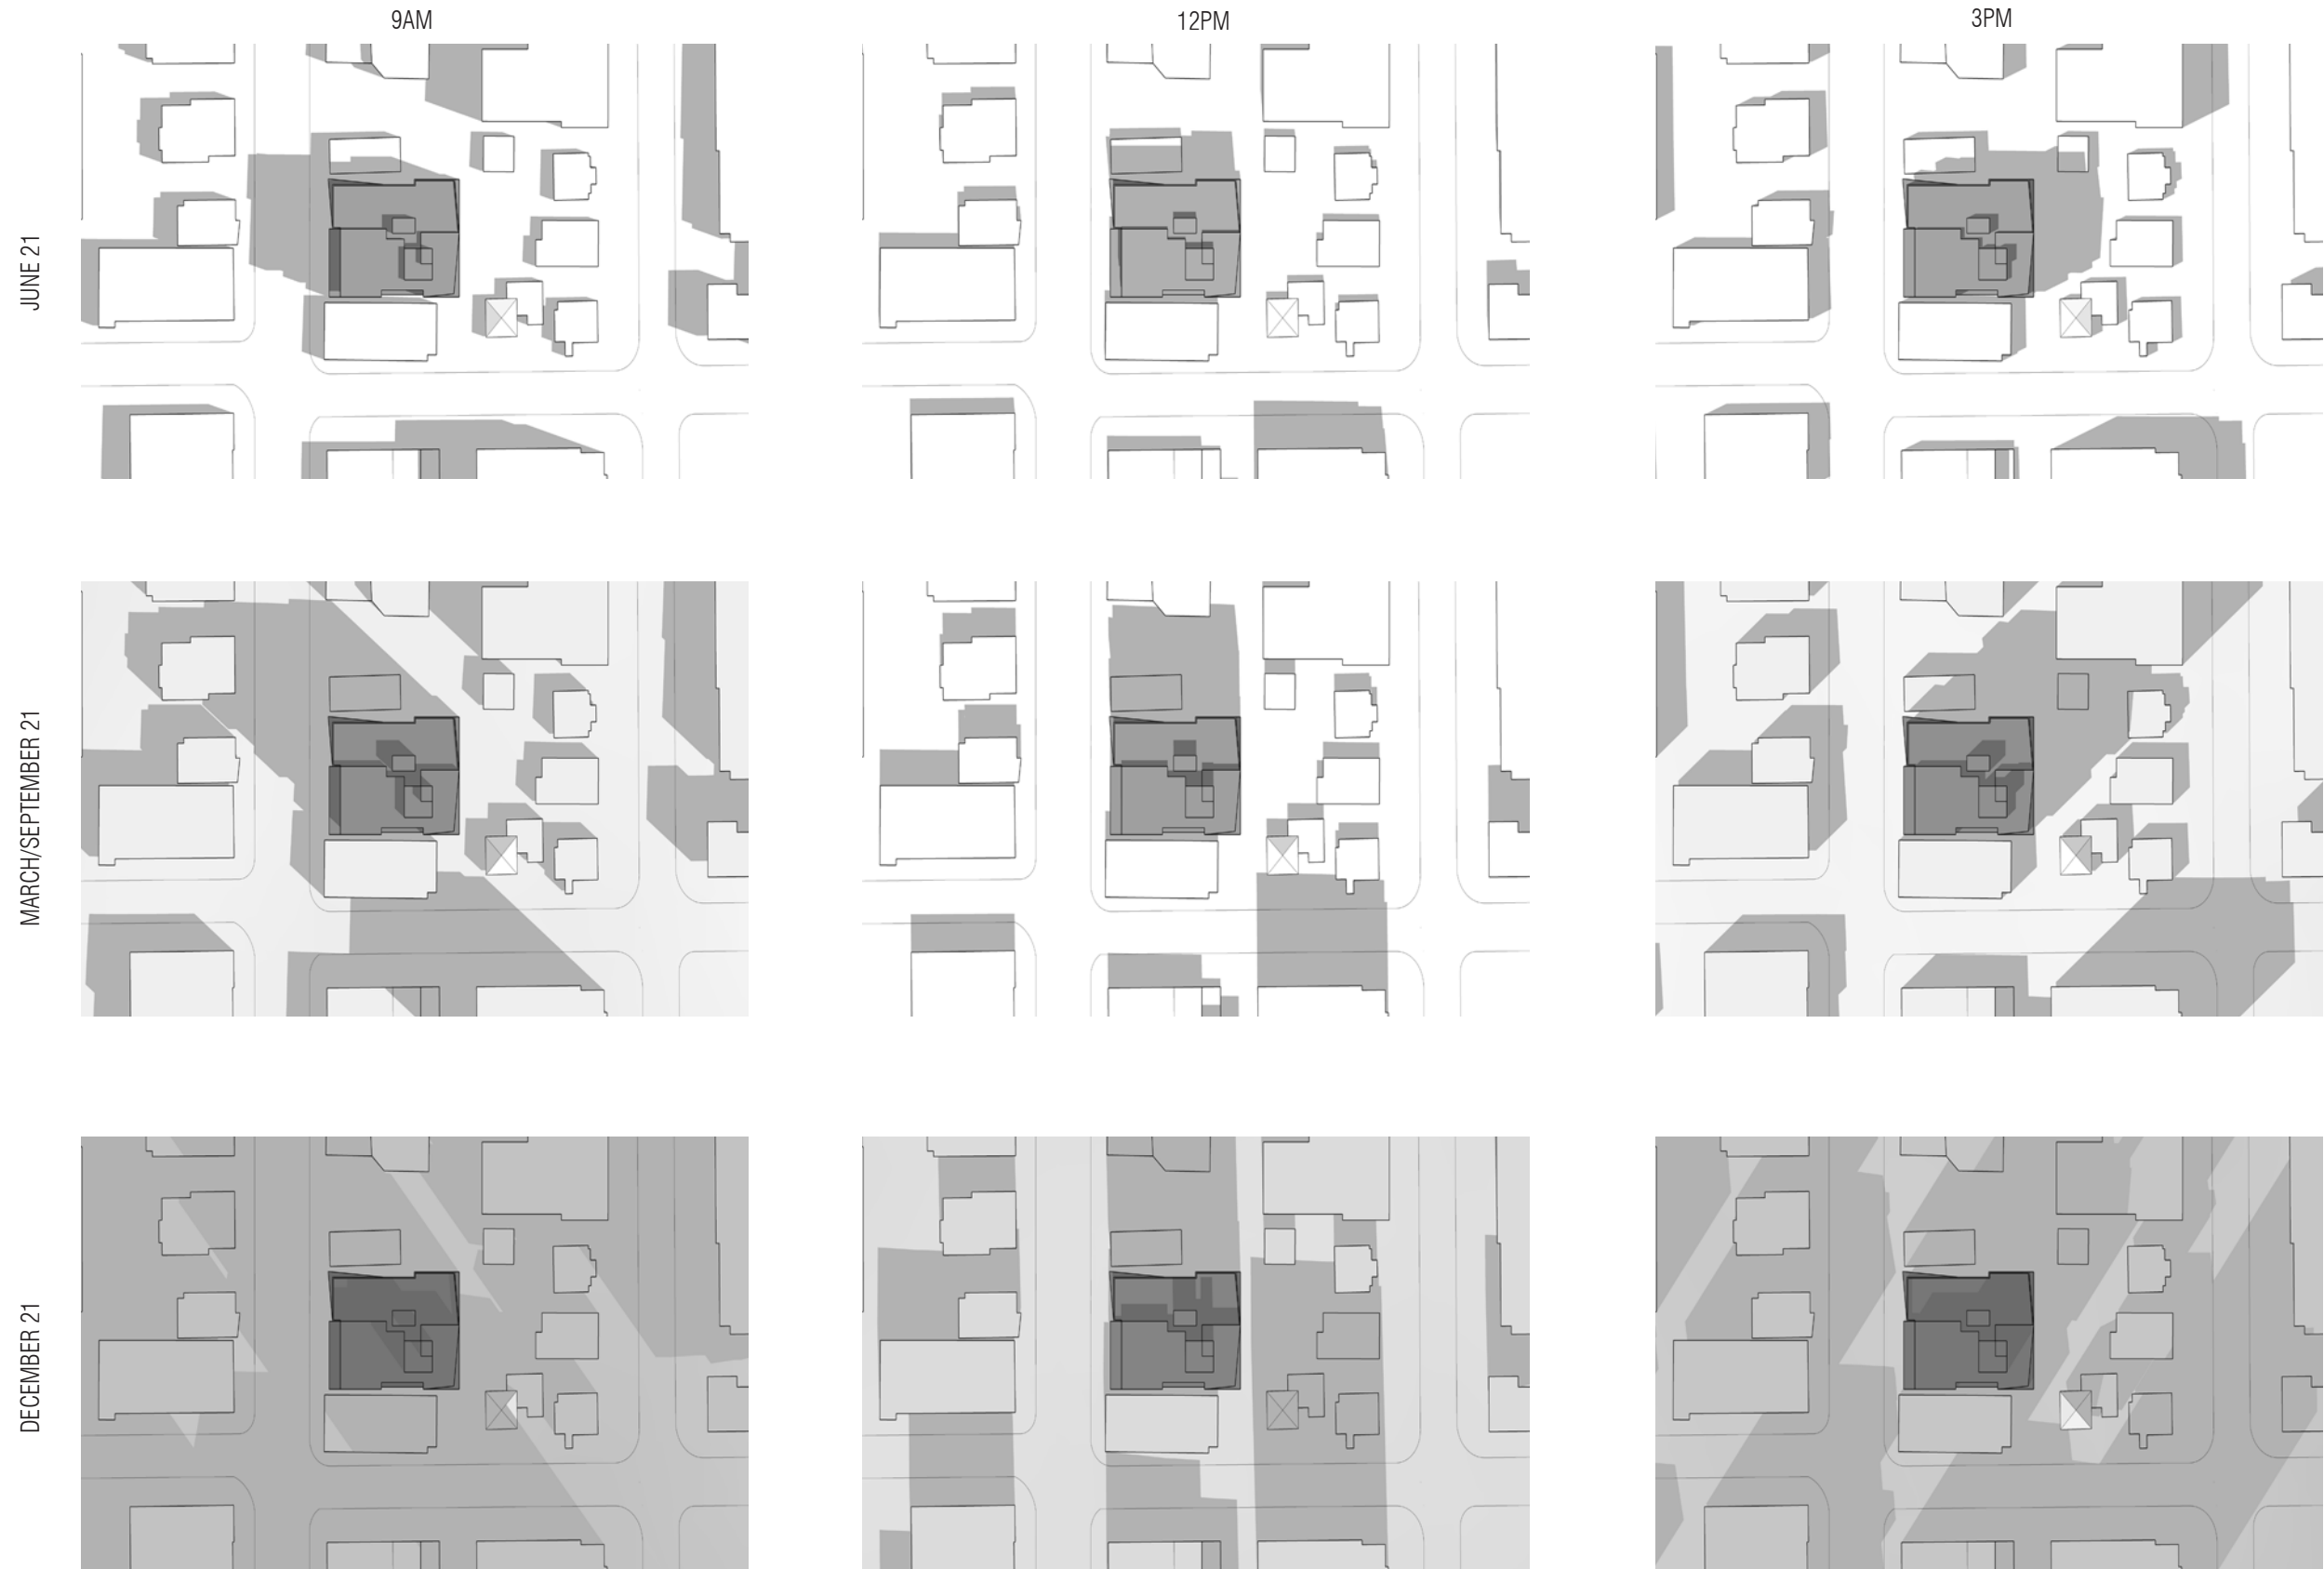 9AM
12PM
3PM
JUNE 21
MARCH/SEPTEMBER 21
DECEMBER 21